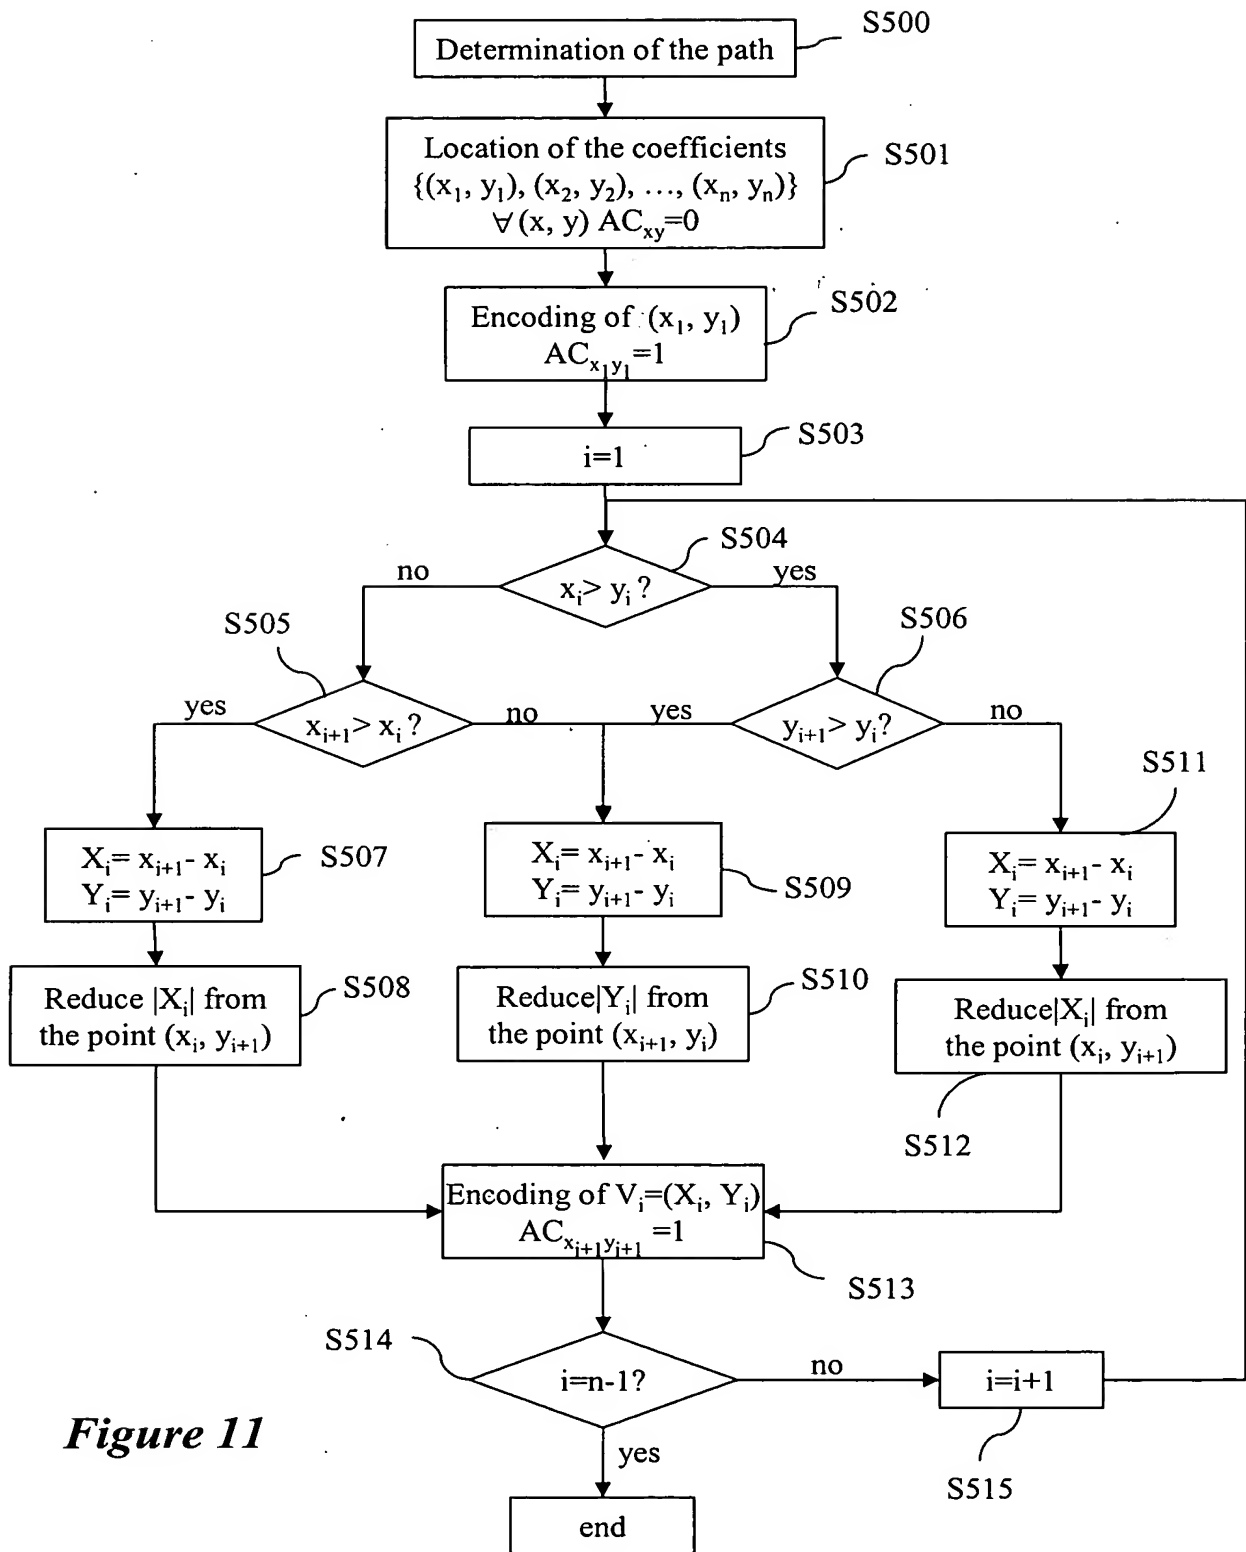 Determination of the path
S500
Location of the coefficients
{(x₁, y₁), (x₂, y₂), …, (xₙ, yₙ)}
∀ (x, y) AC_xy=0
S501
Encoding of (x₁, y₁)
AC_x₁y₁=1
S502
i=1
S503
S504
no
xᵢ> yᵢ ?
yes
S505
S506
yes
xᵢ₊₁> xᵢ ?
no
yes
yᵢ₊₁> yᵢ?
no
S511
Xᵢ= xᵢ₊₁- xᵢ
Yᵢ= yᵢ₊₁- yᵢ
S507
Xᵢ= xᵢ₊₁- xᵢ
Yᵢ= yᵢ₊₁- yᵢ
S509
Xᵢ= xᵢ₊₁- xᵢ
Yᵢ= yᵢ₊₁- yᵢ
Reduce |Xᵢ| from
the point (xᵢ, yᵢ₊₁)
S508
Reduce|Yᵢ| from
the point (xᵢ₊₁, yᵢ)
S510
Reduce|Xᵢ| from
the point (xᵢ, yᵢ₊₁)
S512
Encoding of Vᵢ=(Xᵢ, Yᵢ)
AC_xᵢ₊₁yᵢ₊₁ =1
S513
S514
i=n-1?
no
i=i+1
S515
yes
end
Figure 11